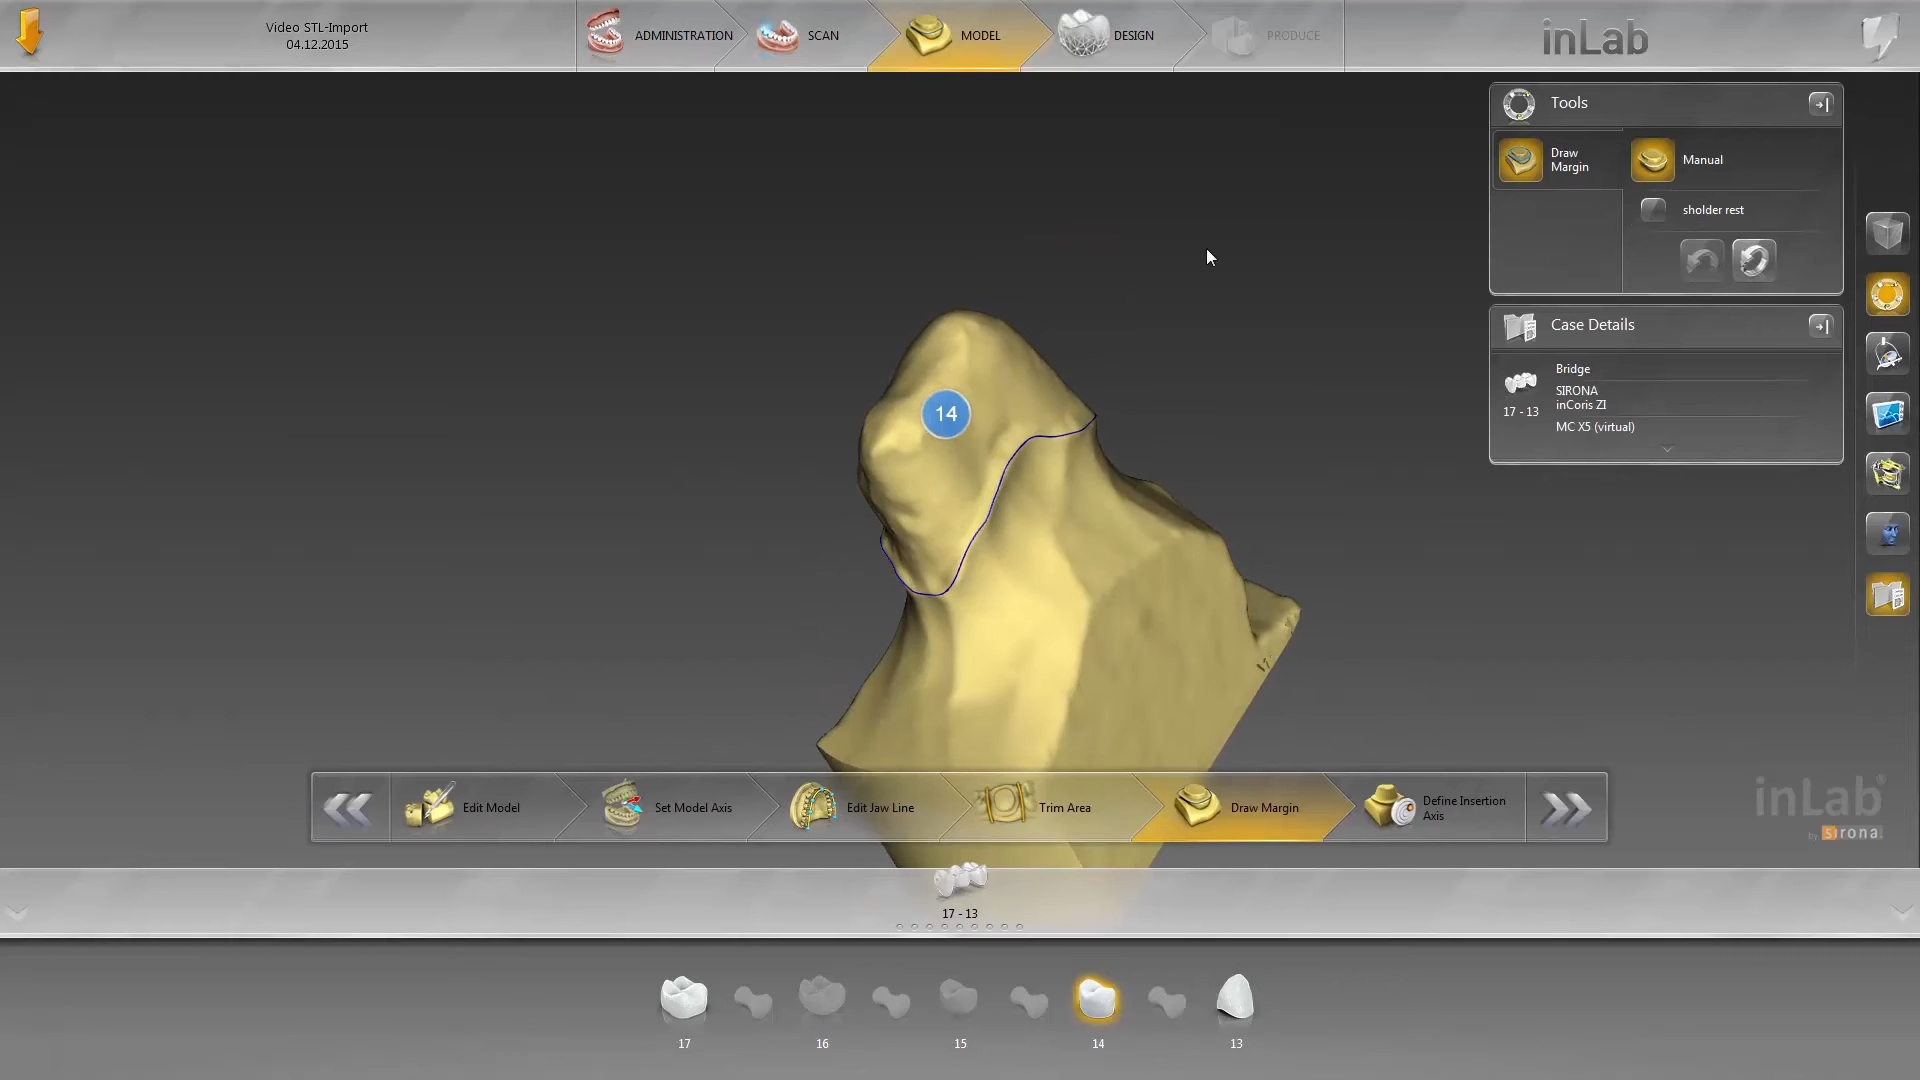 Video STL-Import
04.12.2015
ADMINISTRATION
SCAN
MODEL
DESIGN
PRODUCE
inLab
Tools
Draw
Margin
Manual
sholder rest
Case Details
Bridge
SIRONA
inCoris ZI
MC X5 (virtual)
17 - 13
14
Edit Model
Set Model Axis
Edit Jaw Line
Trim Area
Draw Margin
Define Insertion
Axis
inLab®
by sirona.
17 - 13
17
16
15
14
13